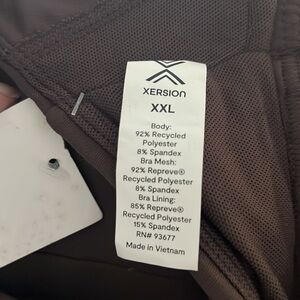 XERSION
XXL
Body:
92% Recycled
Polyester
8% Spandex
Bra Mesh:
92% Repreve®
Recycled Polyester
8% Spandex
Bra Lining:
85% Repreve®
Recycled Polyester
15% Spandex
RN# 93677
Made in Vietnam